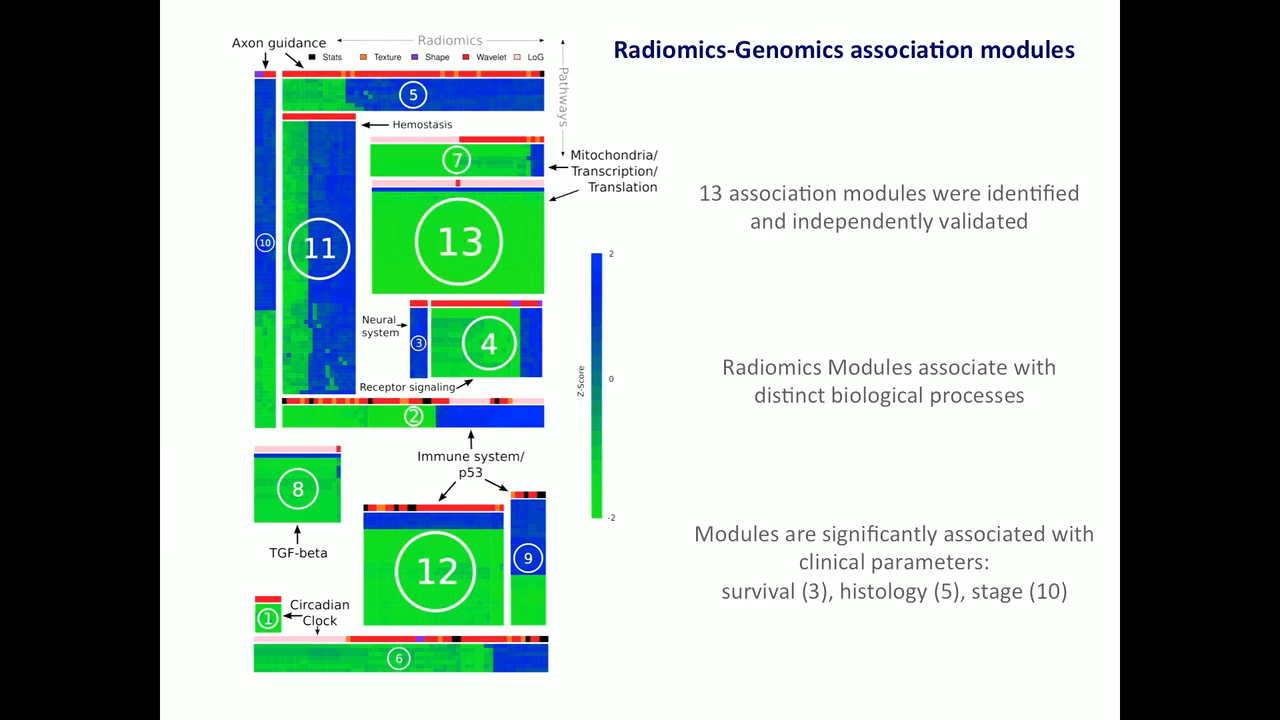 Radiomics-Genomics association modules
Axon guidance
Radiomics
Stats Texture Shape Wavelet LoG
Pathways
5
Hemostasis
7
Mitochondria/
Transcription/
Translation
10
11
13
Neural
system
3
4
Receptor signaling
2
Immune system/
p53
8
TGF-beta
12
9
1
Circadian
Clock
6
2
0
-2
Z-Score
13 association modules were identified
and independently validated
Radiomics Modules associate with
distinct biological processes
Modules are significantly associated with
clinical parameters:
survival (3), histology (5), stage (10)